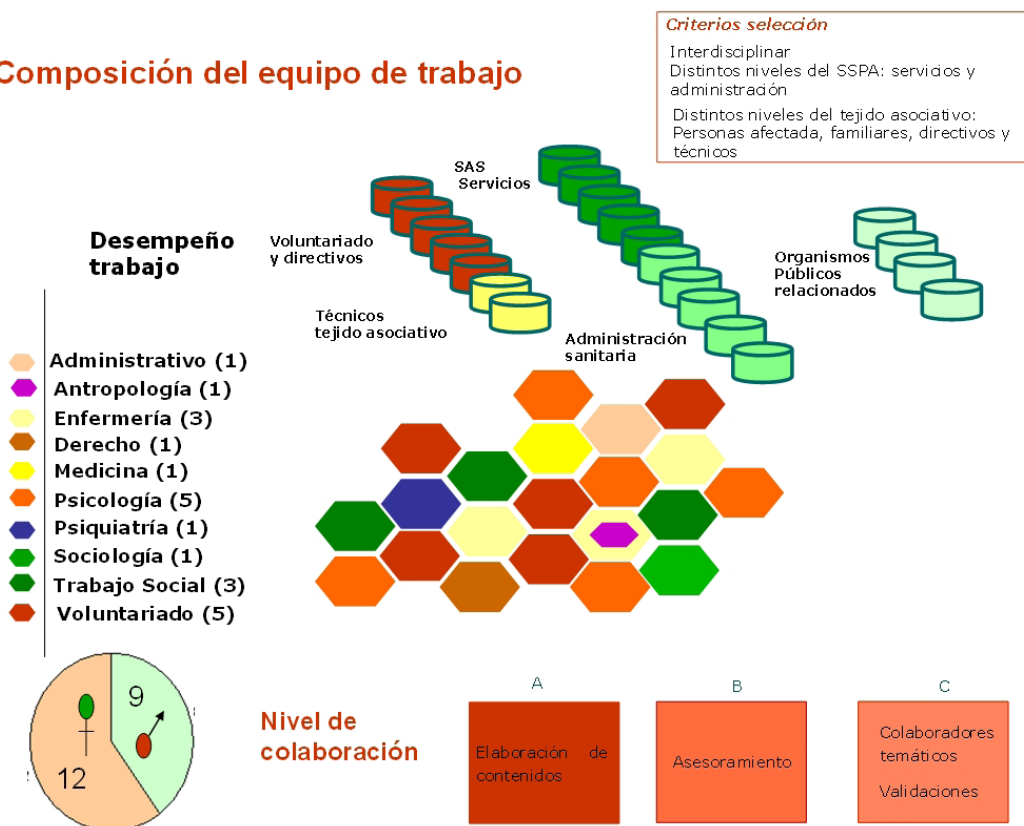 Criterios selección
Interdisciplinar
Distintos niveles del SSPA: servicios y
administración
Distintos niveles del tejido asociativo:
Personas afectada, familiares, directivos y
técnicos
Composición del equipo de trabajo
SAS
Servicios
Voluntariado
y directivos
Desempeño
trabajo
Organismos
Públicos
relacionados
Técnicos
tejido asociativo
Administración
sanitaria
Administrativo (1)
Antropología (1)
Enfermería (3)
Derecho (1)
Medicina (1)
Psicología (5)
Psiquiatría (1)
Sociología (1)
Trabajo Social (3)
Voluntariado (5)
9
12
Nivel de
colaboración
A
Elaboración de
contenidos
B
Asesoramiento
C
Colaboradores
temáticos
Validaciones